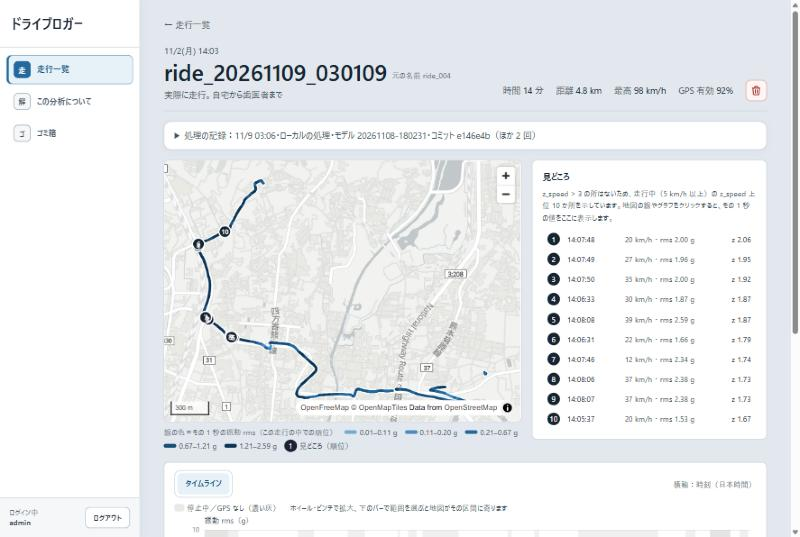 ドライブロガー
走 走行一覧
解 この分析について
ゴ ゴミ箱
ログイン中
admin
ログアウト
← 走行一覧
11/2(月) 14:03
ride_20261109_030109 元の名前 ride_004
実際に走行。自宅から歯医者まで
時間 14 分 距離 4.8 km 最高 98 km/h GPS 有効 92%
▶ 処理の記録：11/9 03:06・ローカルの処理・モデル 20261108-180231・コミット e146e4b（ほか 2 回）
+
−
10
3;208
National Highway Route
37
31
1
300 m
OpenFreeMap © OpenMapTiles Data from OpenStreetMap
線の色 = その 1 秒の振動 rms（この走行の中での順位） 0.01–0.11 g 0.11–0.20 g 0.21–0.67 g
0.67–1.21 g 1.21–2.59 g 1 見どころ（順位）
見どころ
z_speed > 3 の所はないため、走行中（5 km/h 以上）の z_speed 上
位 10 か所を示しています。地図の線やグラフをクリックすると、その 1 秒
の値をここに表示します。
1 14:07:48 20 km/h · rms 2.00 g z 2.06
2 14:07:49 27 km/h · rms 1.96 g z 1.95
3 14:07:50 35 km/h · rms 2.00 g z 1.92
4 14:06:33 30 km/h · rms 1.87 g z 1.87
5 14:08:08 39 km/h · rms 2.59 g z 1.87
6 14:06:31 22 km/h · rms 1.66 g z 1.79
7 14:07:46 12 km/h · rms 2.34 g z 1.74
8 14:08:06 37 km/h · rms 2.38 g z 1.73
9 14:08:07 37 km/h · rms 2.38 g z 1.73
10 14:05:37 20 km/h · rms 1.53 g z 1.67
タイムライン
横軸：時刻（日本時間）
停止中／GPS なし（濃い灰） ホイール・ピンチで拡大、下のバーで範囲を選ぶと地図がその区間に寄ります
振動 rms（g）
10